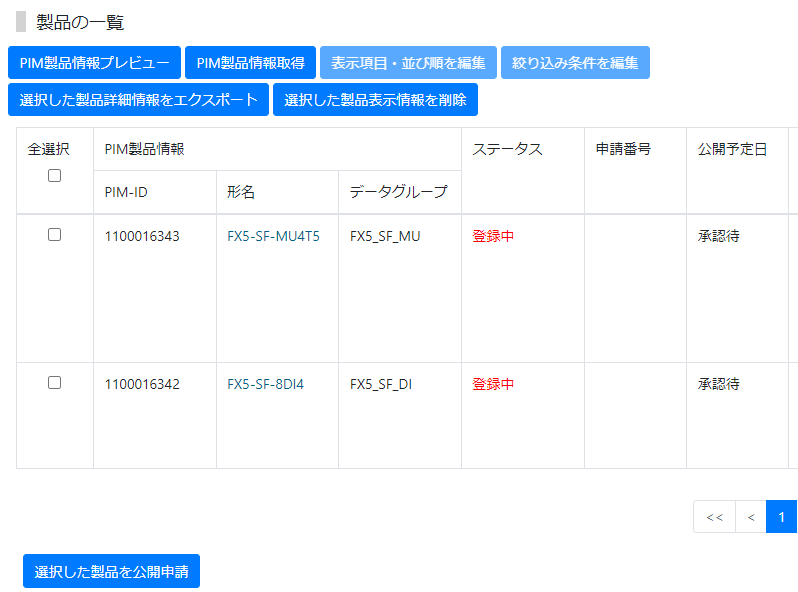 製品の一覧
PIM製品情報プレビュー PIM製品情報取得 表示項目・並び順を編集 絞り込み条件を編集
選択した製品詳細情報をエクスポート 選択した製品表示情報を削除
全選択 PIM製品情報 ステータス 申請番号 公開予定日
PIM-ID 形名 データグループ
1100016343 FX5-SF-MU4T5 FX5_SF_MU 登録中 承認待
1100016342 FX5-SF-8DI4 FX5_SF_DI 登録中 承認待
<< < 1
選択した製品を公開申請